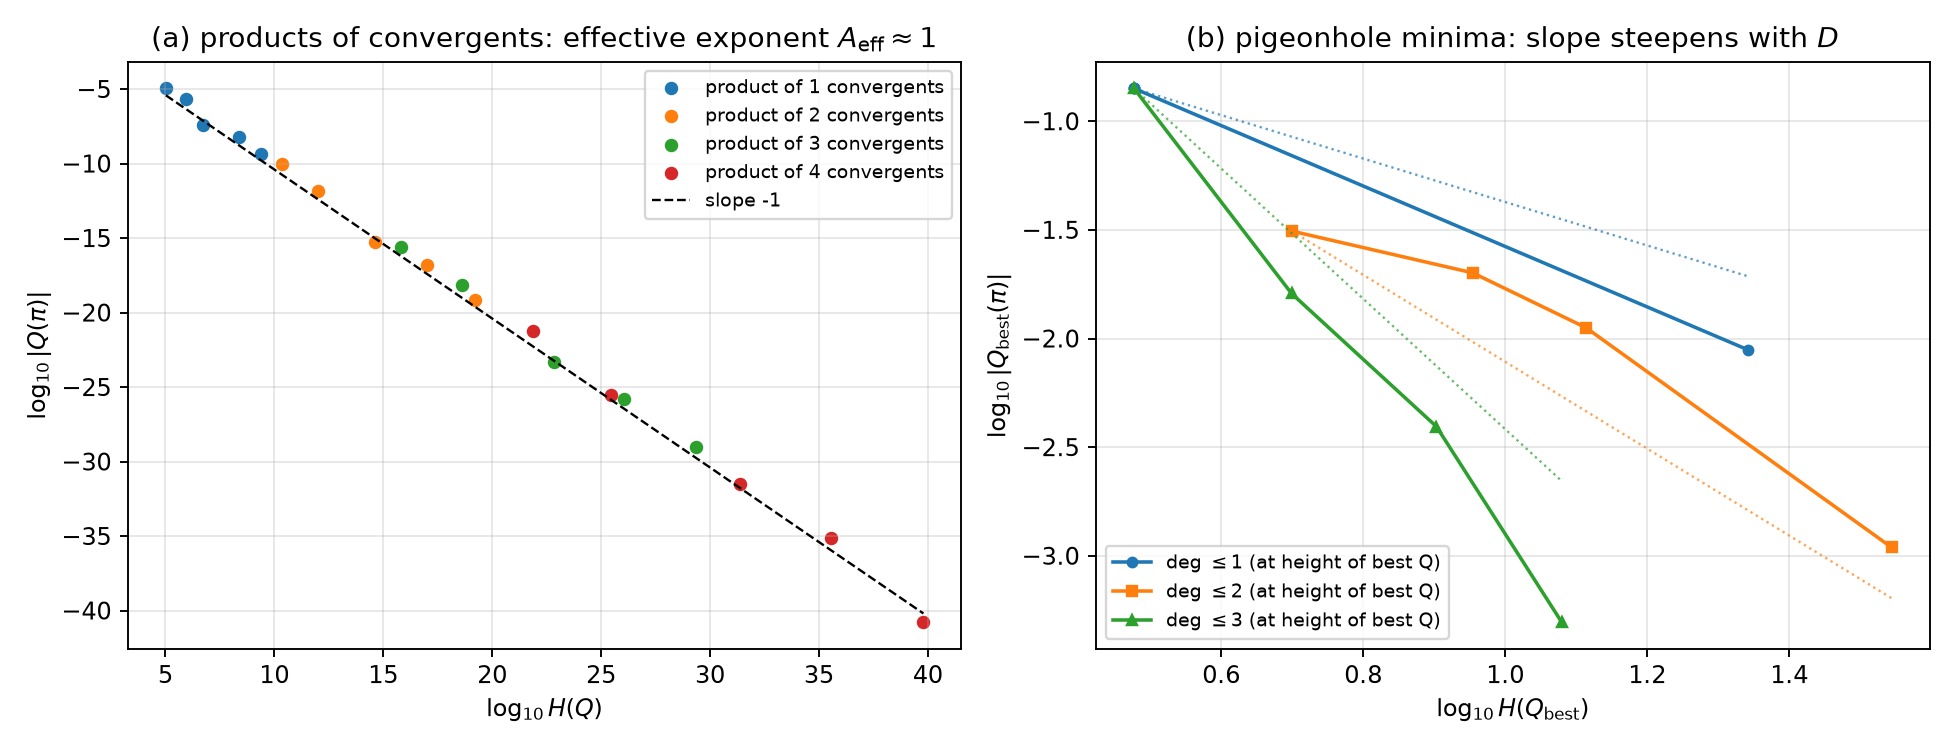 (a) products of convergents: effective exponent A_eff ≈ 1
−5
−10
−15
−20
−25
−30
−35
−40
log₁₀ |Q(π)|
product of 1 convergents
product of 2 convergents
product of 3 convergents
product of 4 convergents
slope -1
5
10
15
20
25
30
35
40
log₁₀ H(Q)
(b) pigeonhole minima: slope steepens with D
−1.0
−1.5
−2.0
−2.5
−3.0
log₁₀ |Q_best(π)|
deg ≤1 (at height of best Q)
deg ≤2 (at height of best Q)
deg ≤3 (at height of best Q)
0.6
0.8
1.0
1.2
1.4
log₁₀ H(Q_best)